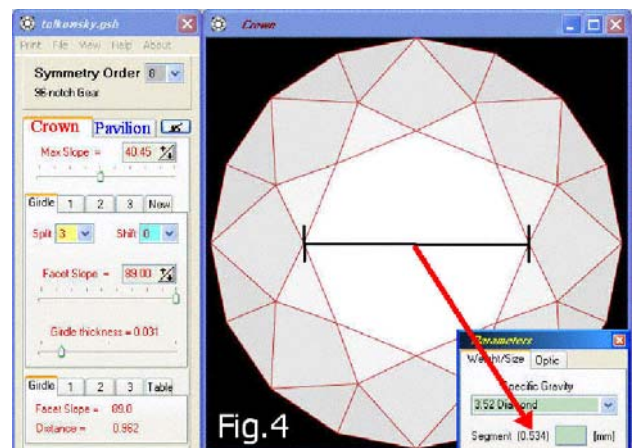 tolkowsky.gsh
Print File View Help About
Symmetry Order 8
96-notch Gear
Crown Pavilion
Max Slope = 40.45
Girdle 1 2 3 New
Split 3 Shift 0
Facet Slope = 89.00
Girdle thickness = 0.031
Girdle 1 2 3 Table
Facet Slope = 89.0
Distance = 0.962
Crown
Fig.4
Parameters
Weight/Size Optic
Specific Gravity
3.52 Diamond
Segment (0.534) [mm]